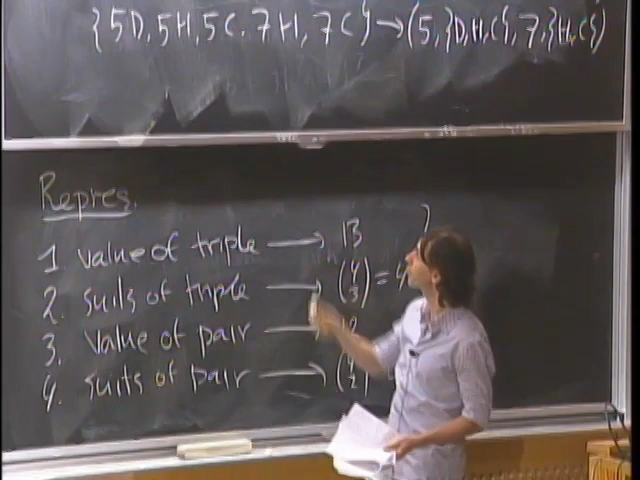 {5D, 5H, 5C, 7H, 7C} → (5, {D,H,C}, 7, {H,C})
Repres.
1. value of triple → 13
2. suits of triple → (4 3) = 4
3. value of pair → 12
4. suits of pair → (4 2)